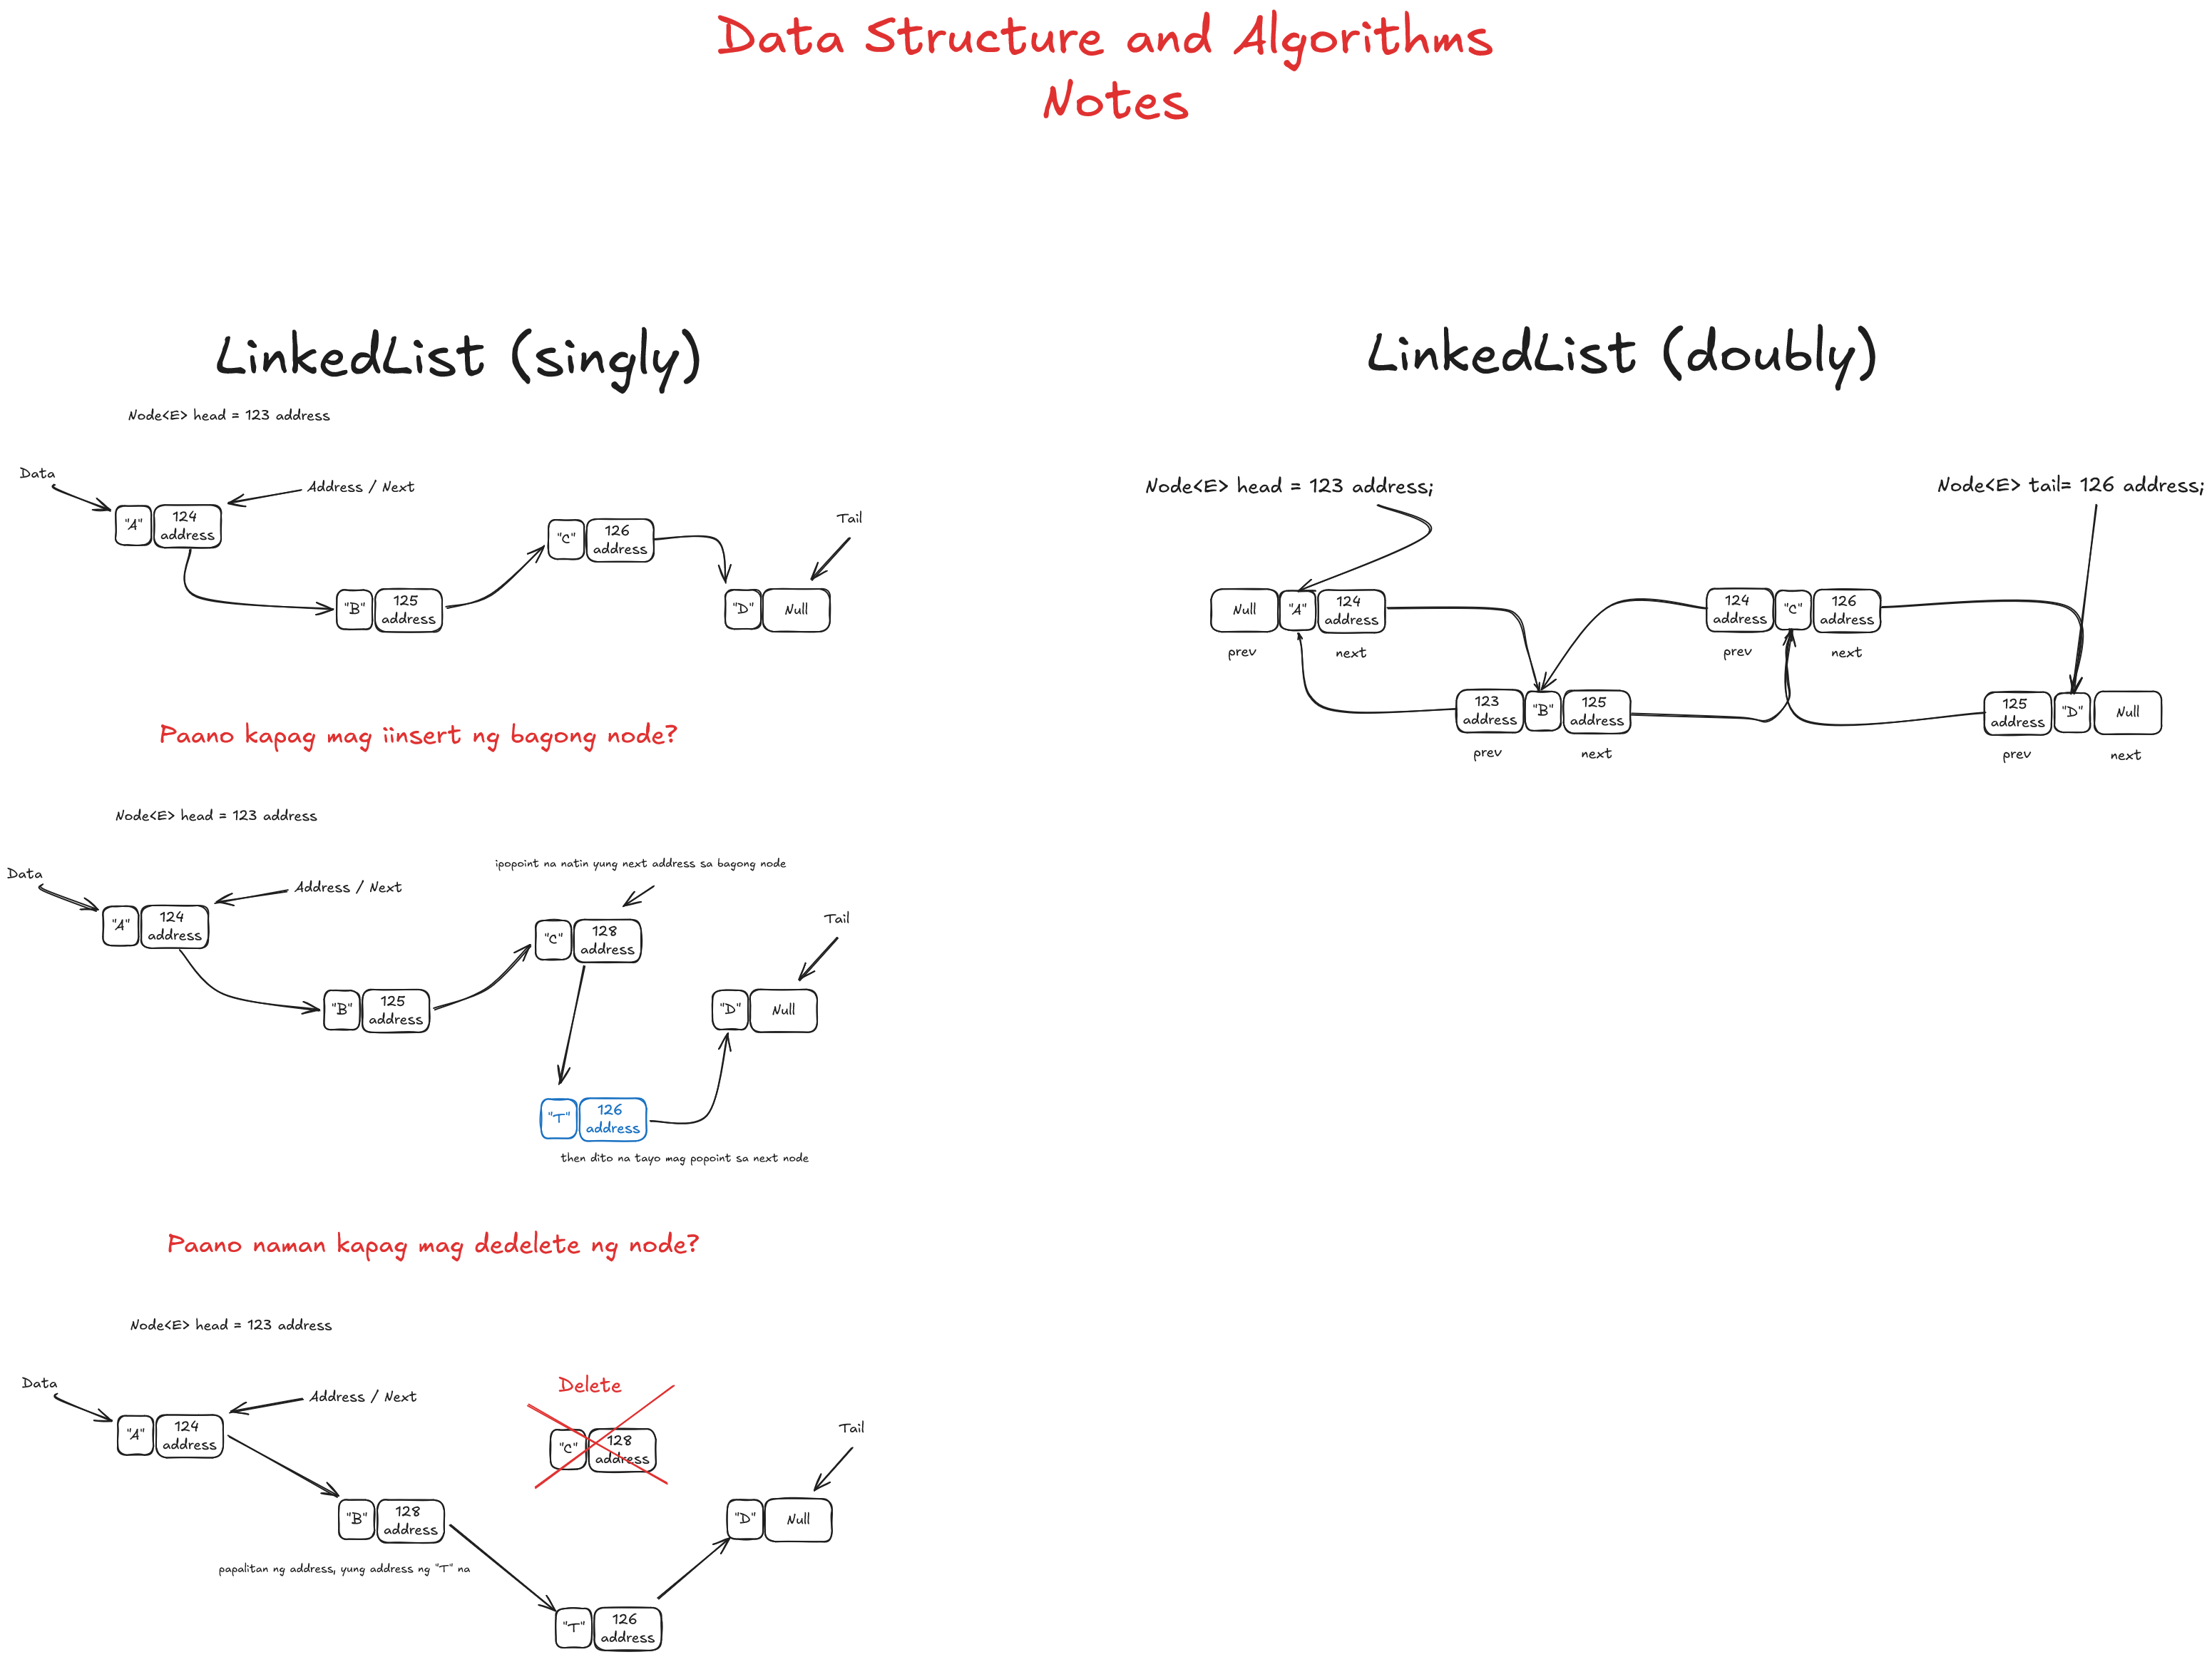 Data Structure and Algorithms
Notes
LinkedList (singly)
Node<E> head = 123 address
Data
Address / Next
"A"
124
address
"B"
125
address
"C"
126
address
Tail
"D"
Null
Paano kapag mag iinsert ng bagong node?
Node<E> head = 123 address
Data
Address / Next
"A"
124
address
"B"
125
address
ipopoint na natin yung next address sa bagong node
"C"
128
address
Tail
"D"
Null
"T"
126
address
then dito na tayo mag popoint sa next node
Paano naman kapag mag dedelete ng node?
Node<E> head = 123 address
Data
Address / Next
"A"
124
address
"B"
128
address
papalitan ng address, yung address ng "T" na
Delete
"C"
128
address
Tail
"D"
Null
"T"
126
address
LinkedList (doubly)
Node<E> head = 123 address;
Node<E> tail= 126 address;
Null
"A"
124
address
prev
next
123
address
"B"
125
address
prev
next
124
address
"C"
126
address
prev
next
125
address
"D"
Null
prev
next